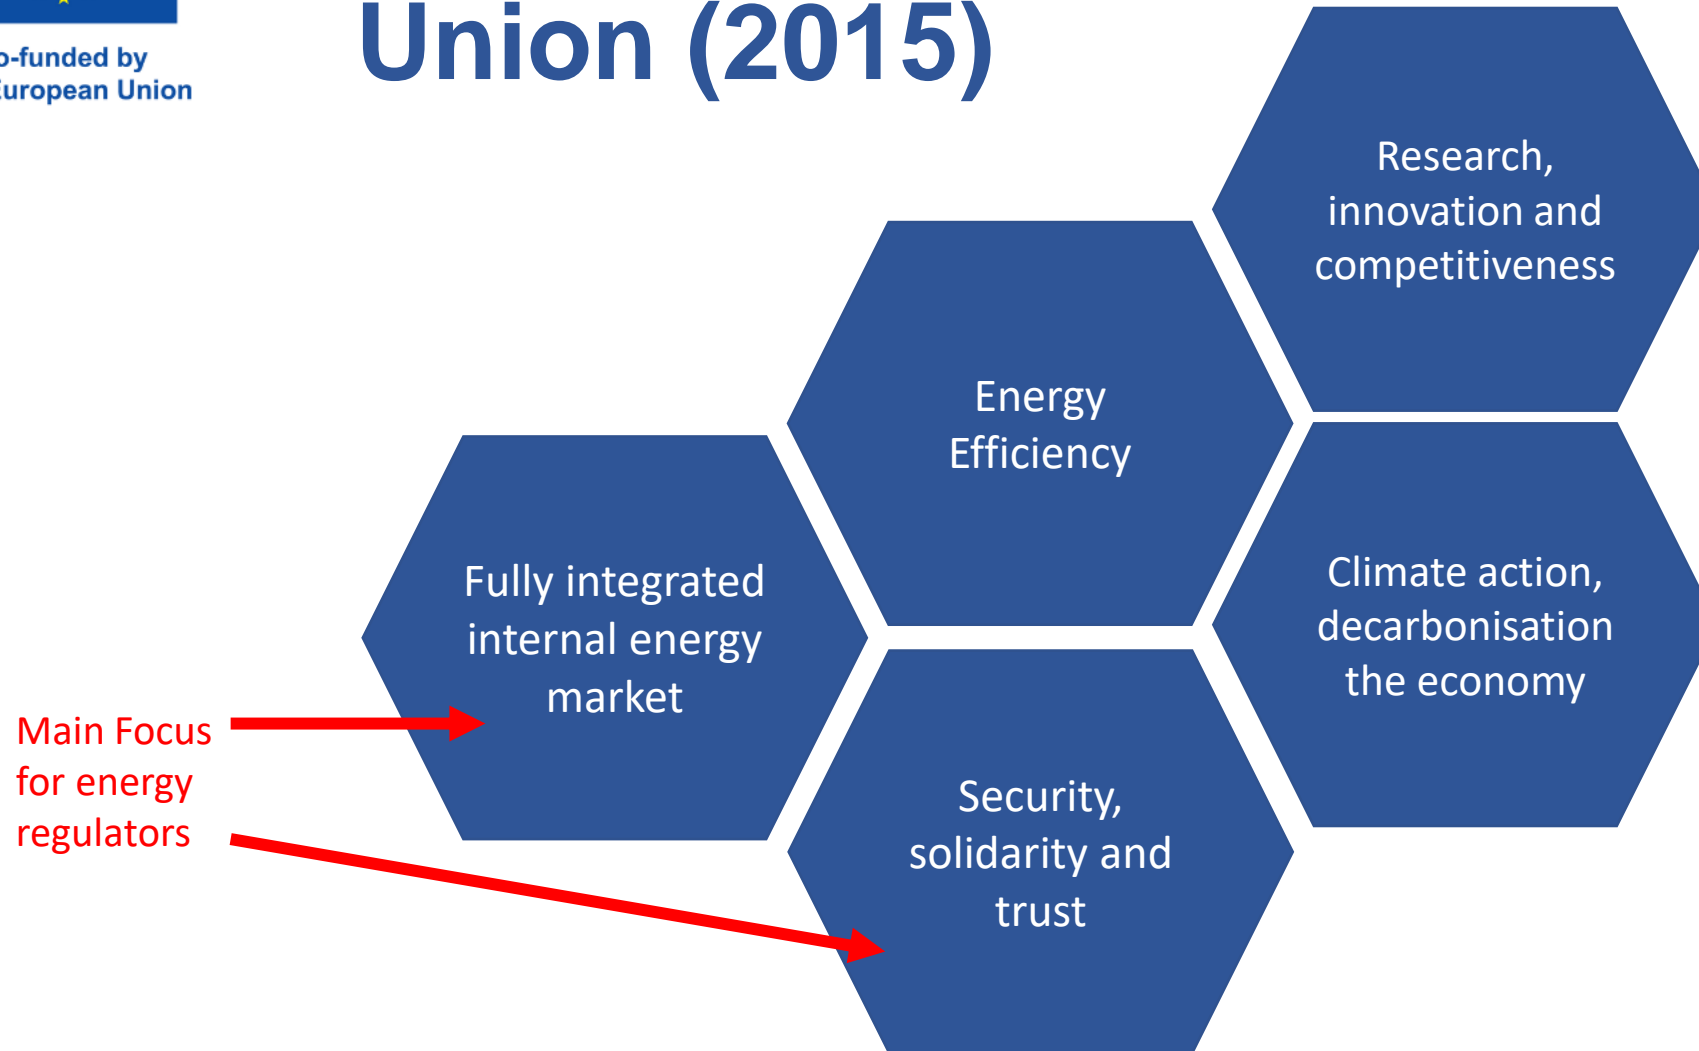 Union (2015)
o-funded by
European Union
Research,
innovation and
competitiveness
Energy
Efficiency
Fully integrated
internal energy
market
Climate action,
decarbonisation
the economy
Main Focus
for energy
regulators
Security,
solidarity and
trust